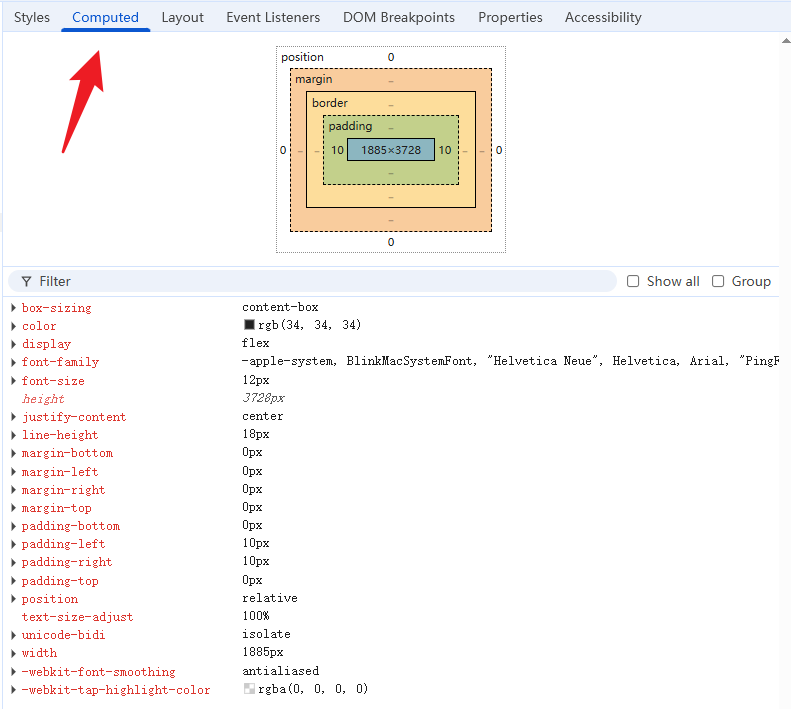 Styles Computed Layout Event Listeners DOM Breakpoints Properties Accessibility
position 0
margin –
border –
padding –
0 – – 10 1885×3728 10 – – 0
–
–
–
0
Filter Show all Group
box-sizing content-box
color rgb(34, 34, 34)
display flex
font-family -apple-system, BlinkMacSystemFont, "Helvetica Neue", Helvetica, Arial, "PingF
font-size 12px
height 3728px
justify-content center
line-height 18px
margin-bottom 0px
margin-left 0px
margin-right 0px
margin-top 0px
padding-bottom 0px
padding-left 10px
padding-right 10px
padding-top 0px
position relative
text-size-adjust 100%
unicode-bidi isolate
width 1885px
-webkit-font-smoothing antialiased
-webkit-tap-highlight-color rgba(0, 0, 0, 0)